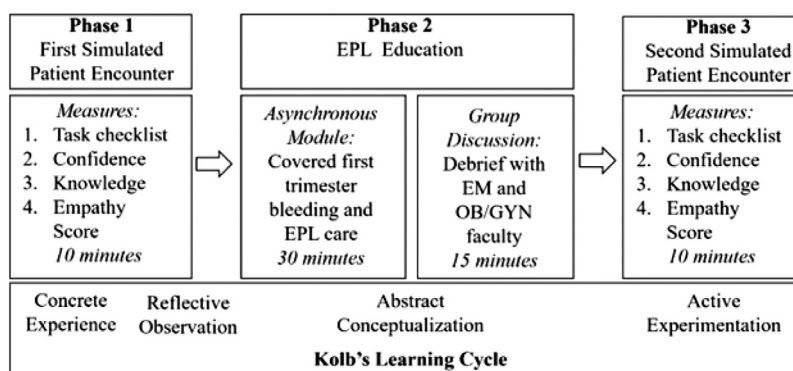 Phase 1
First Simulated
Patient Encounter
Phase 2
EPL Education
Phase 3
Second Simulated
Patient Encounter
Measures:
1. Task checklist
2. Confidence
3. Knowledge
4. Empathy
Score
10 minutes
Asynchronous
Module:
Covered first
trimester
bleeding and
EPL care
30 minutes
Group
Discussion:
Debrief with
EM and
OB/GYN
faculty
15 minutes
Measures:
1. Task checklist
2. Confidence
3. Knowledge
4. Empathy
Score
10 minutes
Concrete
Experience
Reflective
Observation
Abstract
Conceptualization
Active
Experimentation
Kolb's Learning Cycle